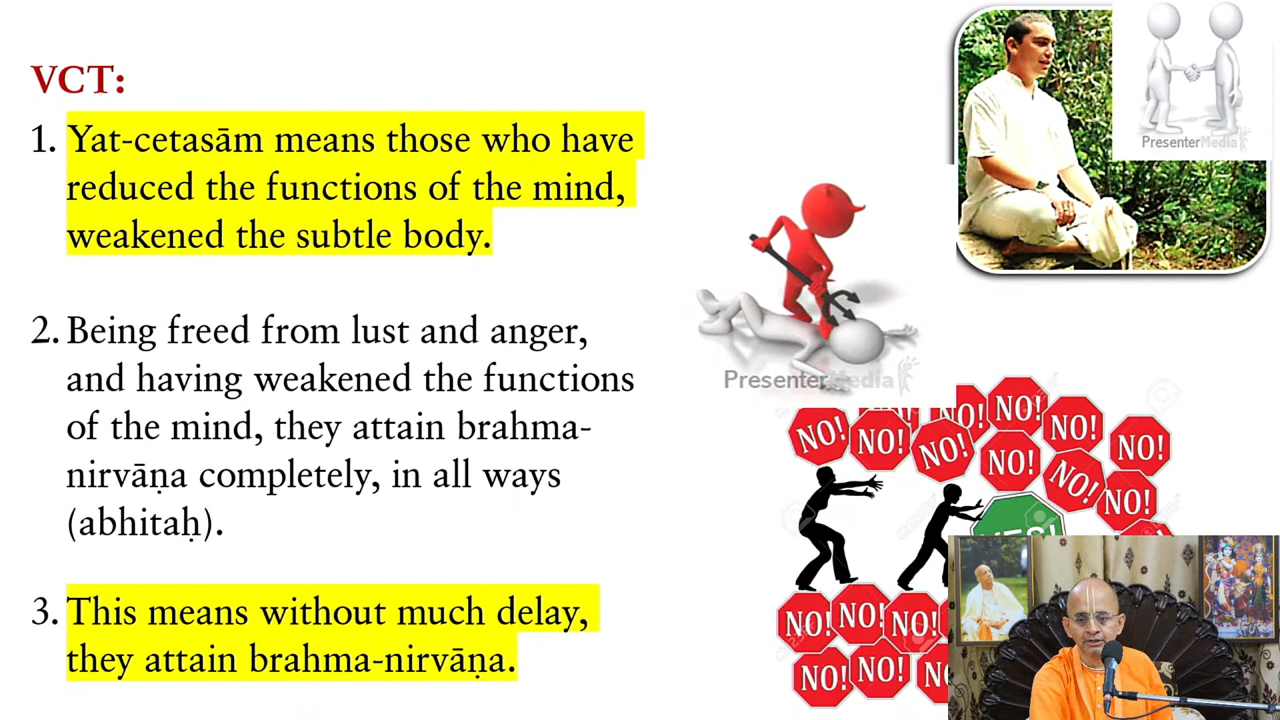 VCT:
1. Yat-cetasām means those who have
reduced the functions of the mind,
weakened the subtle body.
2. Being freed from lust and anger,
and having weakened the functions
of the mind, they attain brahma-
nirvāṇa completely, in all ways
(abhitaḥ).
3. This means without much delay,
they attain brahma-nirvāṇa.
PresenterMedia
PresenterMedia
NO! NO! NO! NO! NO! NO!
NO! NO! NO! NO!
YES!
NO! NO! NO!
NO! NO! NO